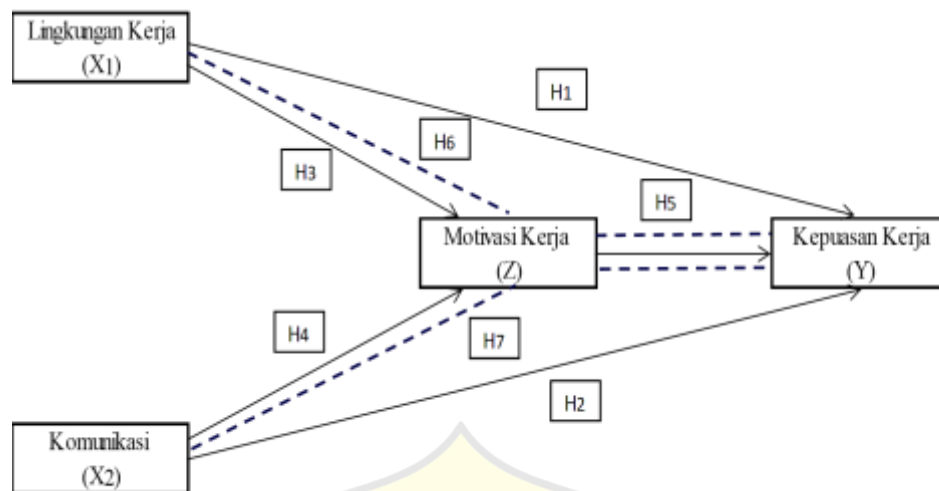 Lingkungan Kerja
(X1)
H1
H6
H3
Motivasi Kerja
(Z)
H5
Kepuasan Kerja
(Y)
H4
H7
H2
Komunikasi
(X2)